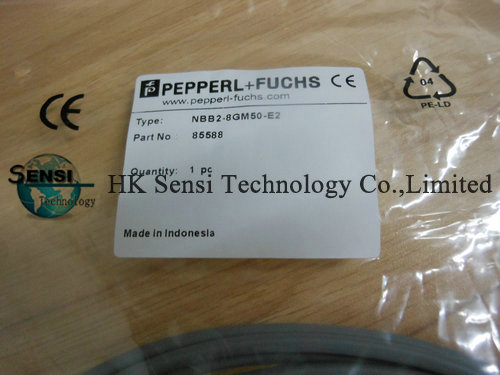 PEPPERL+FUCHS CE
www.pepperl-fuchs.com
Type: NBB2-8GM50-E2
Part No: 85588
Quantity: 1 pc
Made in Indonesia
CE
04
PE-LD
SENSI
Technology
HK Sensi Technology Co.,Limited